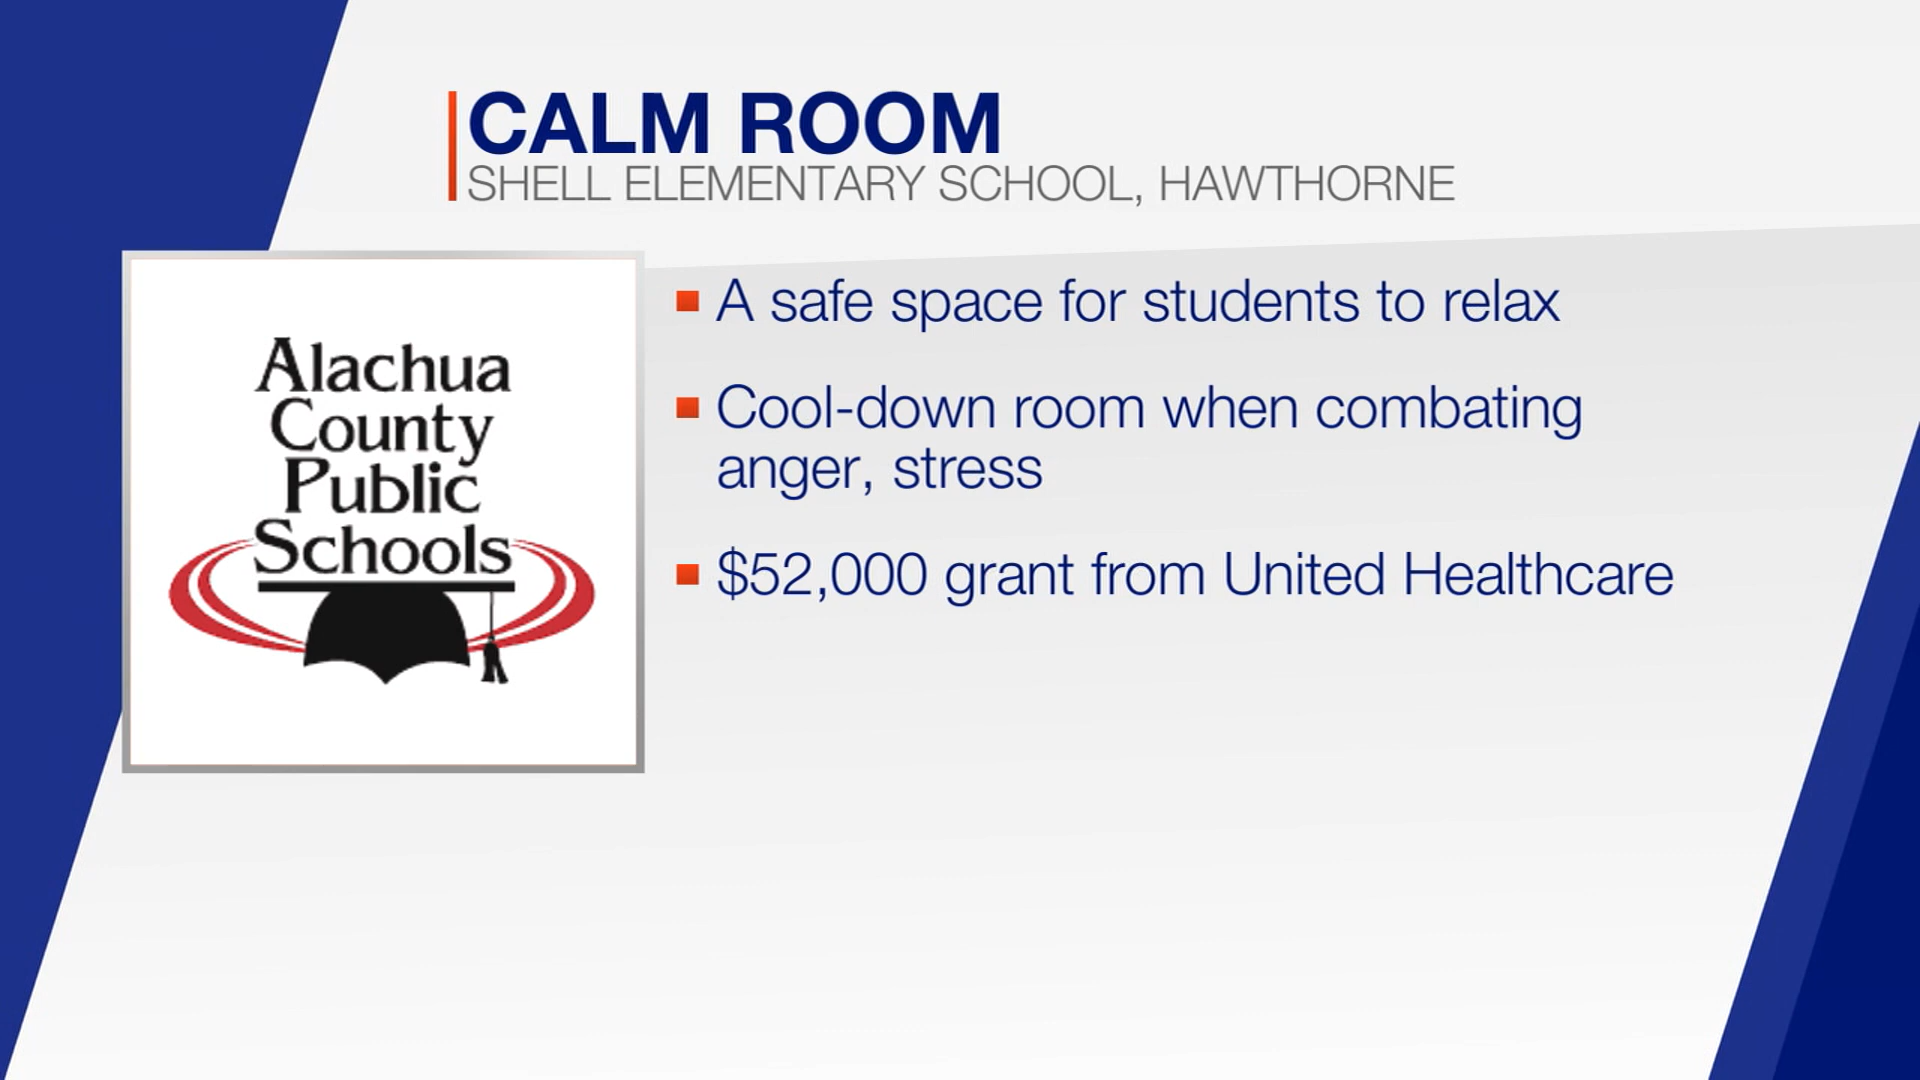 CALM ROOM
SHELL ELEMENTARY SCHOOL, HAWTHORNE
Alachua
County
Public
Schools
A safe space for students to relax
Cool-down room when combating
anger, stress
$52,000 grant from United Healthcare